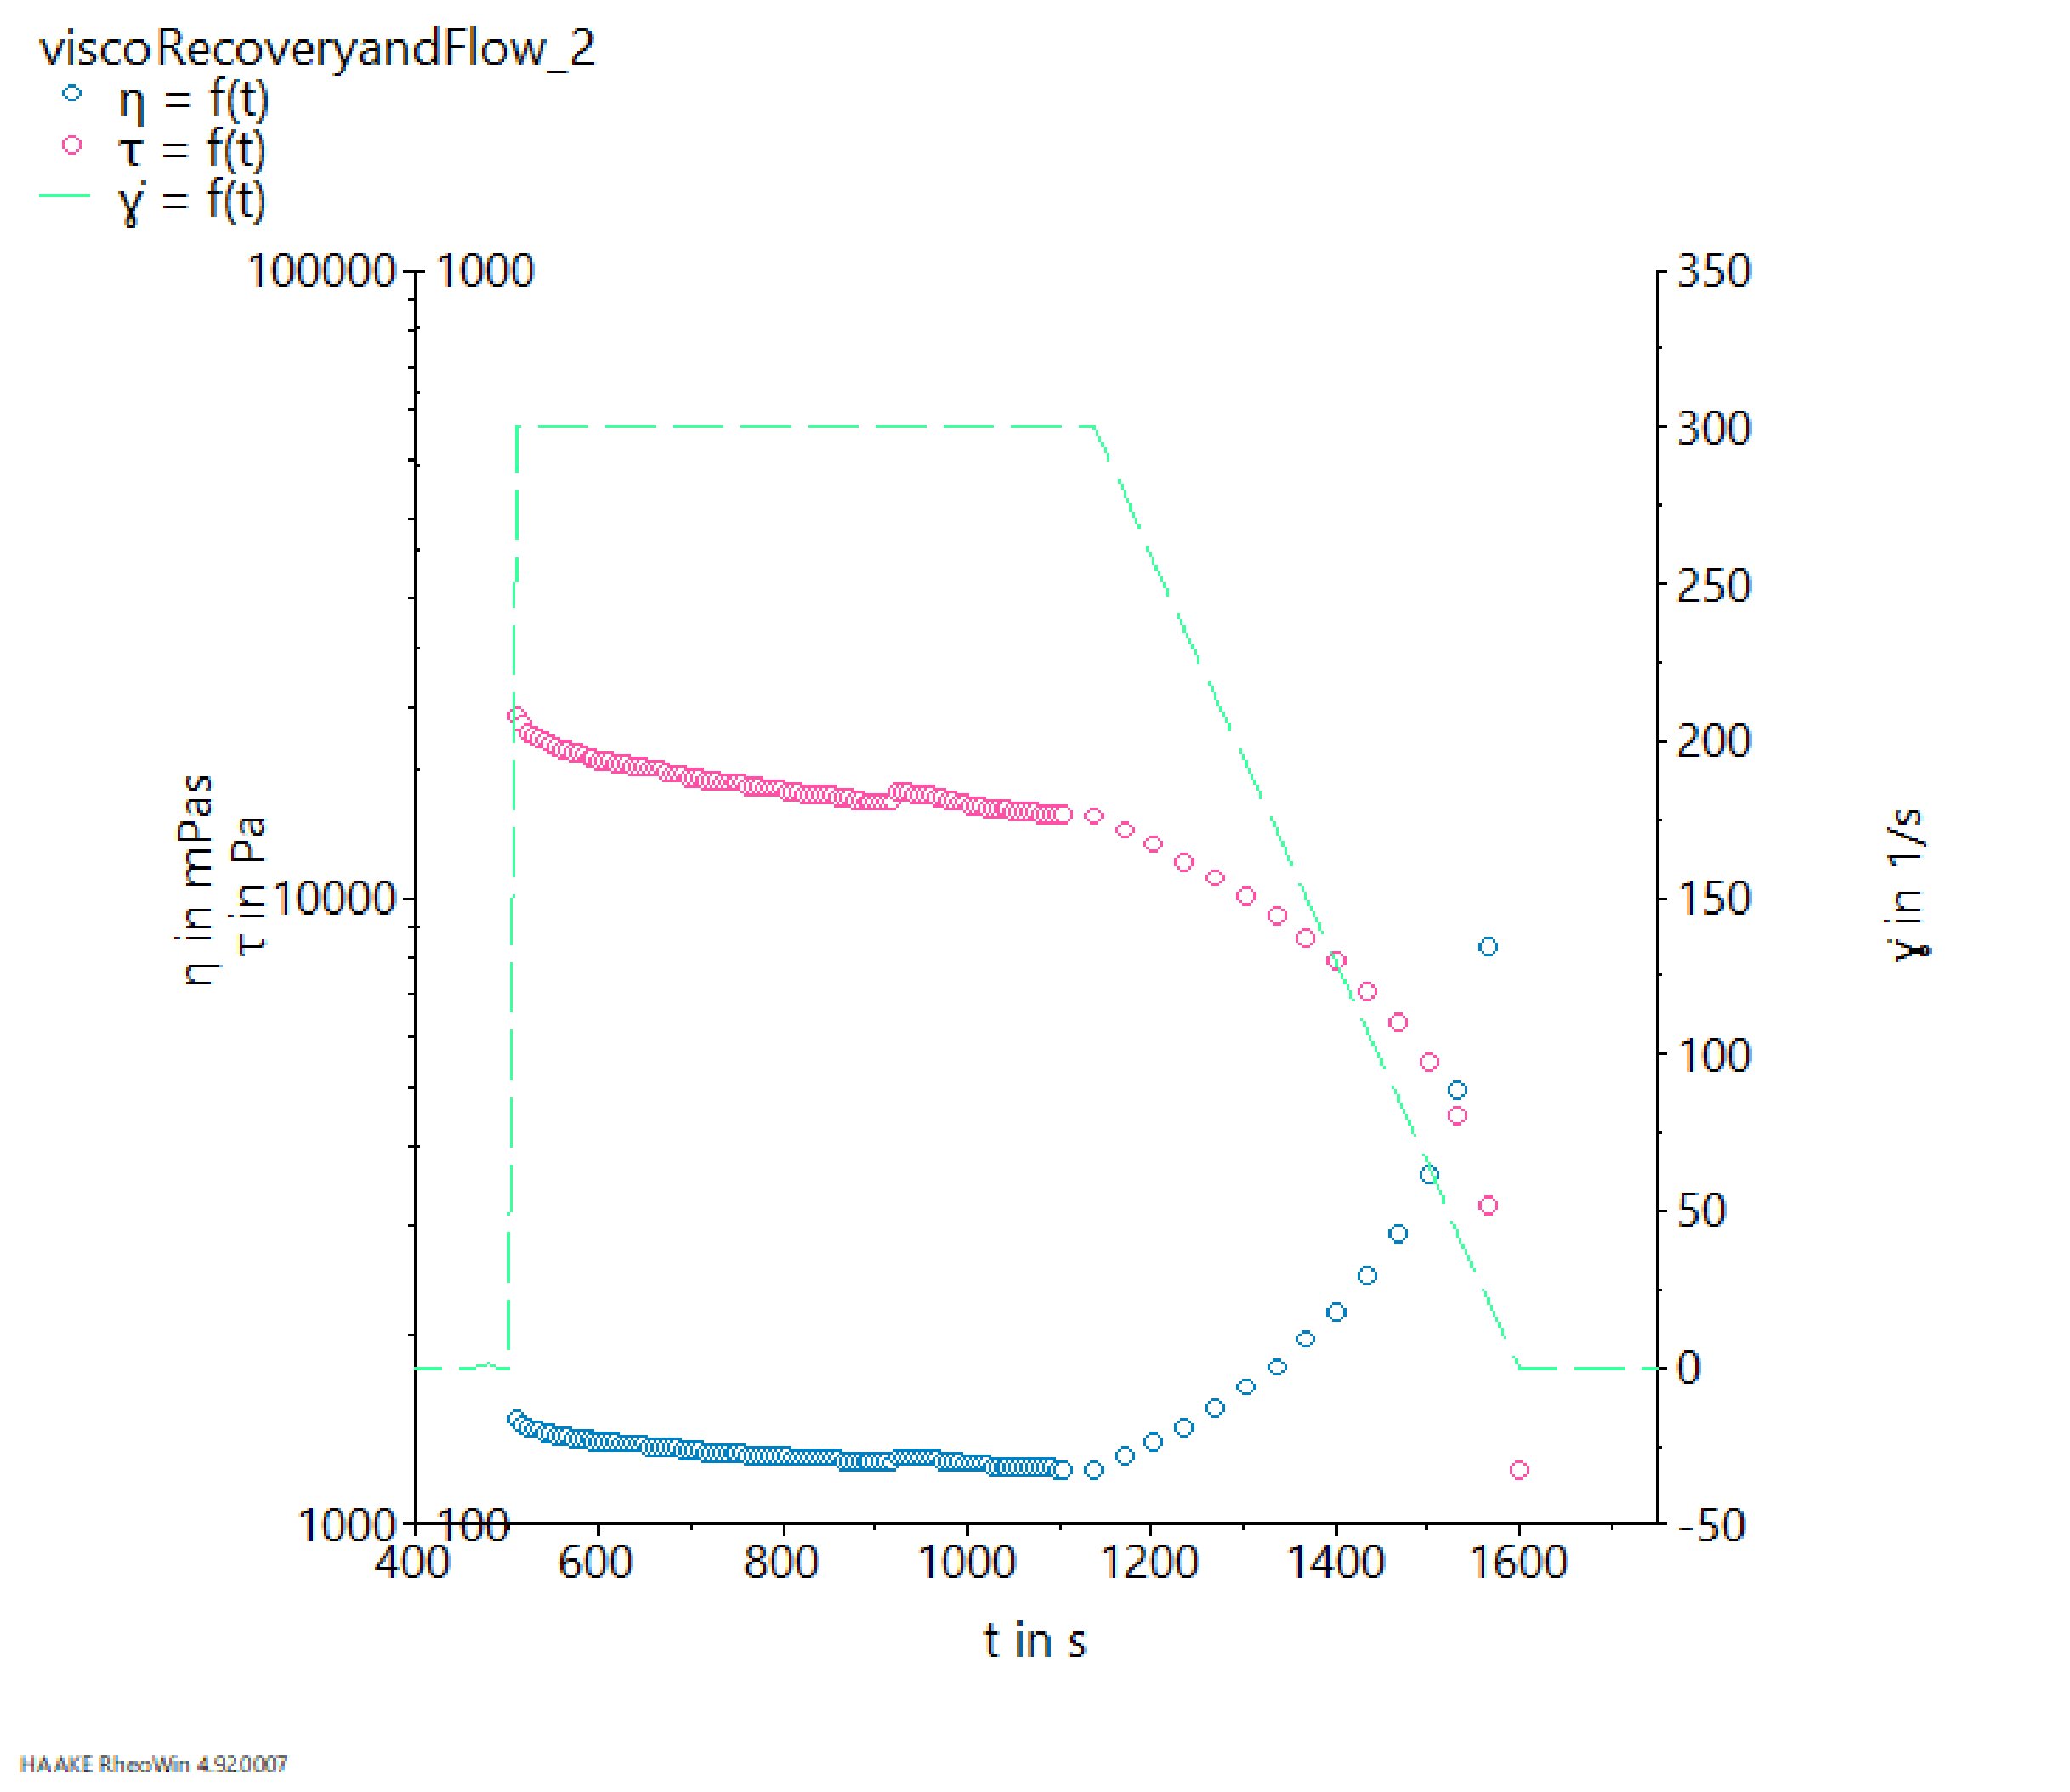 viscoRecoveryandFlow_2
η = f(t)
τ = f(t)
γ̇ = f(t)
100000 1000 350
300
250
200
10000 150
100
50
0
1000 100 -50
η in mPas
τ in Pa
γ̇ in 1/s
400 600 800 1000 1200 1400 1600
t in s
HAAKE RheoWin 4.92.0007